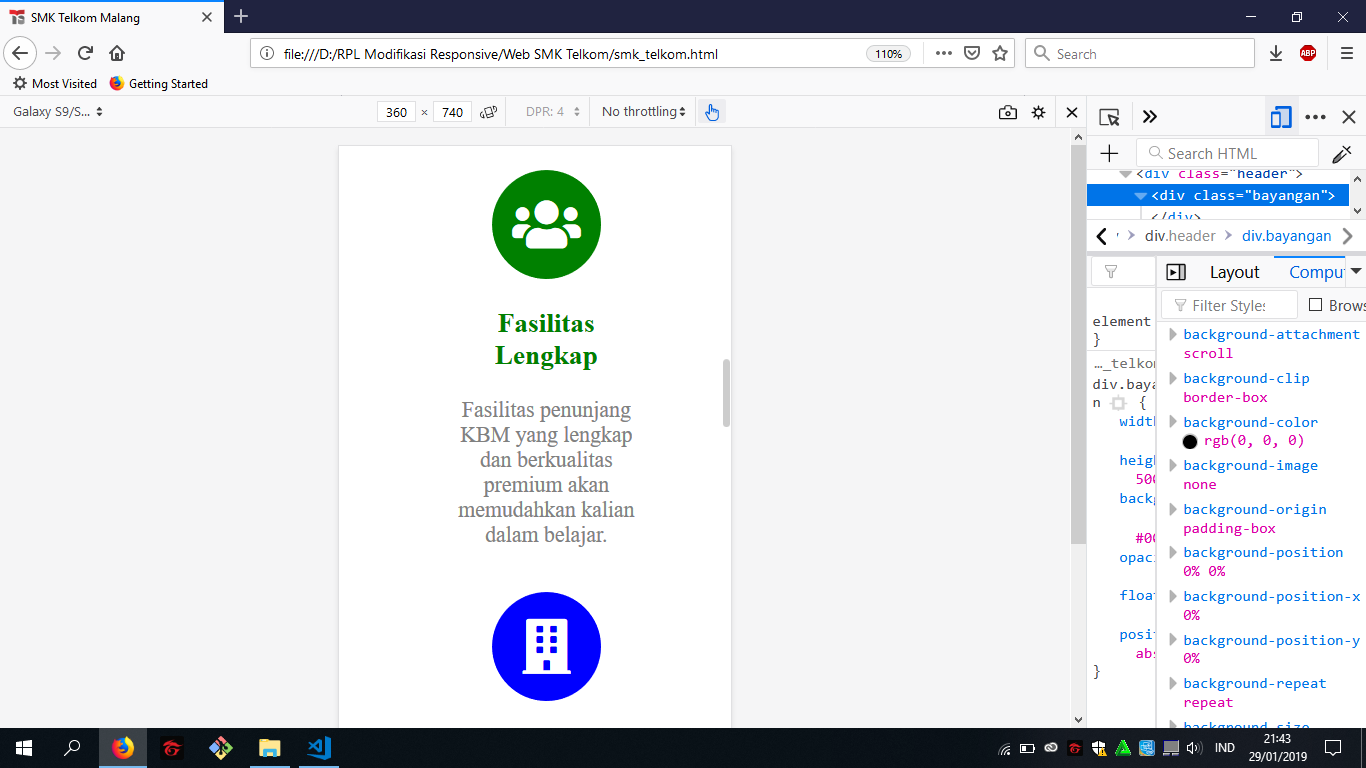 SMK Telkom Malang
file:///D:/RPL Modifikasi Responsive/Web SMK Telkom/smk_telkom.html
110%
Search
ABP
Most Visited
Getting Started
Galaxy S9/S...
360 × 740
DPR: 4
No throttling
Search HTML
<div class="header">
<div class="bayangan">
</div>
div.header
div.bayangan
Layout
Compu
Filter Styles
Brows
element
}
…_telkom
div.baya
n {
width
heigh
500
backg
#00
opaci
float
posit
abs
}
background-attachment
scroll
background-clip
border-box
background-color
rgb(0, 0, 0)
background-image
none
background-origin
padding-box
background-position
0% 0%
background-position-x
0%
background-position-y
0%
background-repeat
repeat
background-size
Fasilitas
Lengkap
Fasilitas penunjang
KBM yang lengkap
dan berkualitas
premium akan
memudahkan kalian
dalam belajar.
IND
21:43
29/01/2019